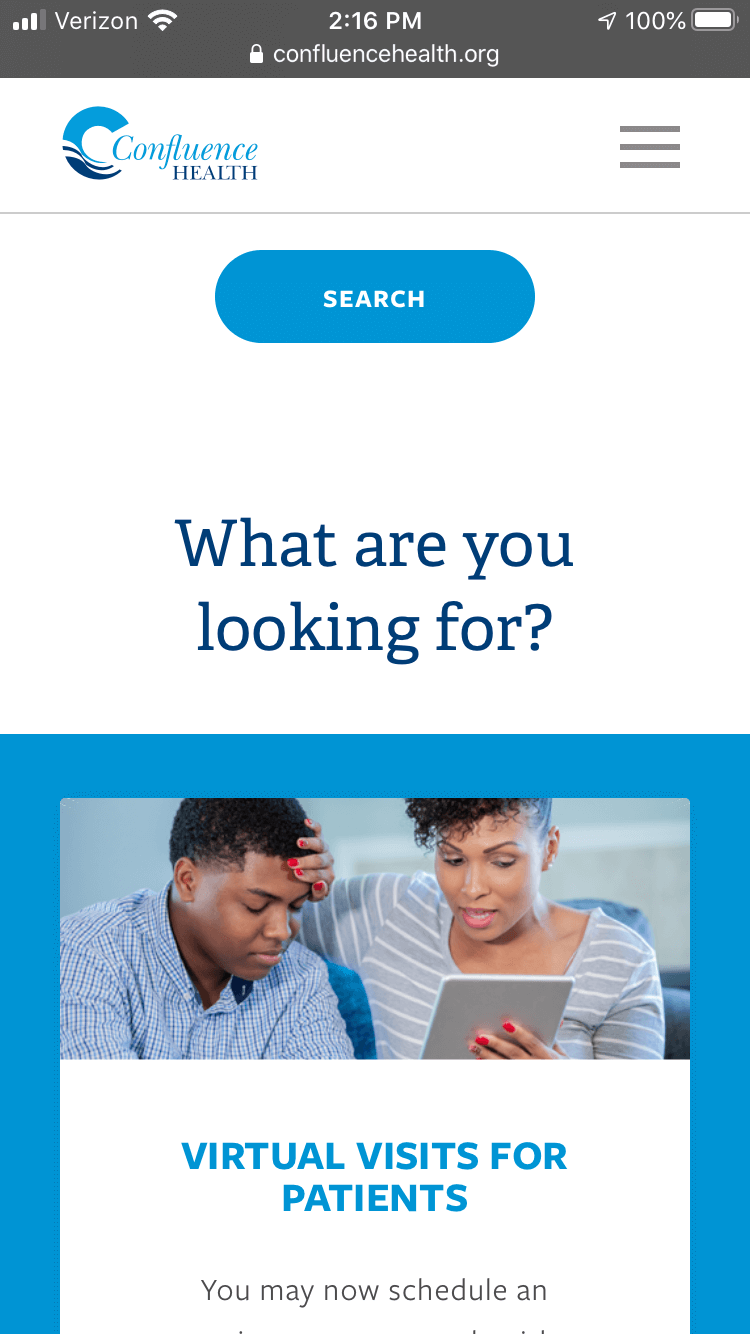 Verizon 2:16 PM 100%
confluencehealth.org
Confluence
HEALTH
SEARCH
What are you
looking for?
VIRTUAL VISITS FOR
PATIENTS
You may now schedule an